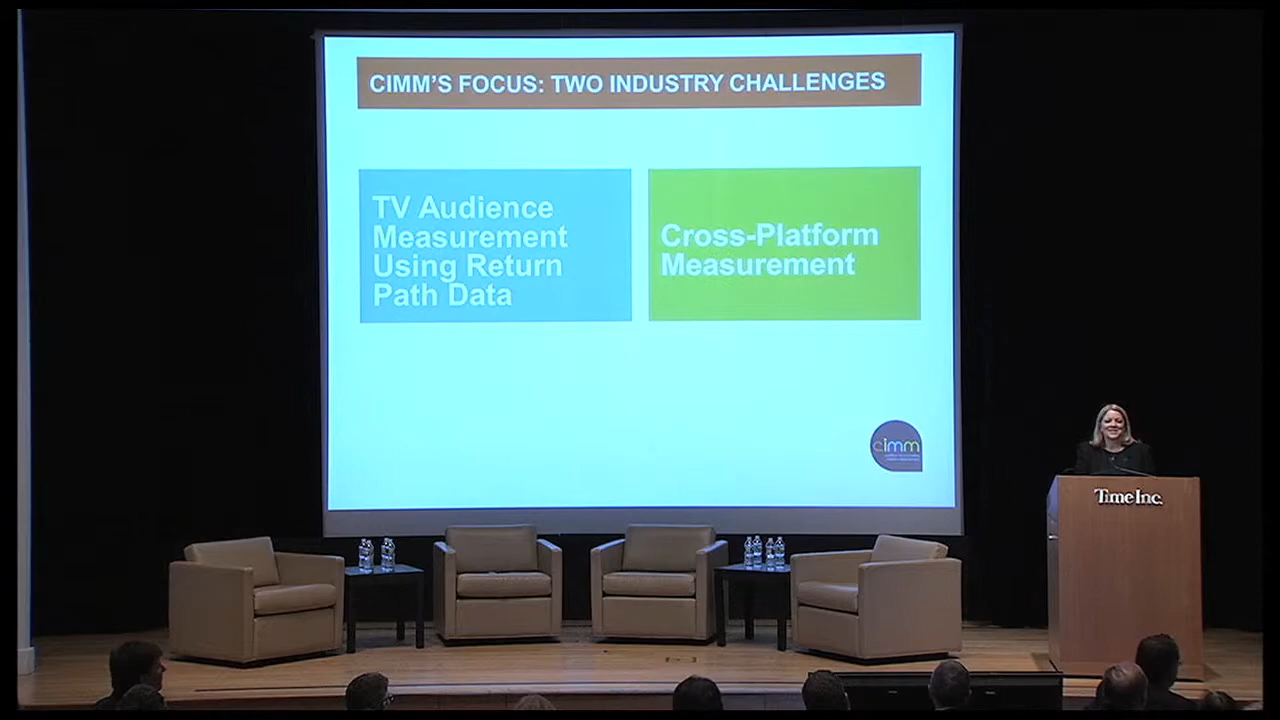 CIMM'S FOCUS: TWO INDUSTRY CHALLENGES
TV Audience
Measurement
Using Return
Path Data
Cross-Platform
Measurement
cimm
Time Inc.